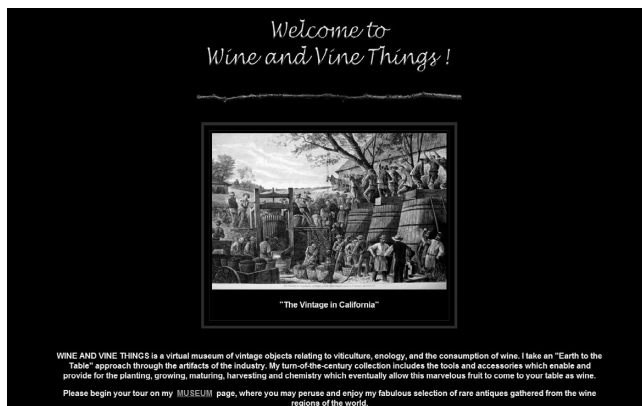 Welcome to
Wine and Vine Things !
"The Vintage in California"
WINE AND VINE THINGS is a virtual museum of vintage objects relating to viticulture, enology, and the consumption of wine. I take an "Earth to the
Table" approach through the artifacts of the industry. My turn-of-the-century collection includes the tools and accessories which enable and
provide for the planting, growing, maturing, harvesting and chemistry which eventually allow this marvelous fruit to come to your table as wine.
Please begin your tour on my MUSEUM page, where you may peruse and enjoy my fabulous selection of rare antiques gathered from the wine
regions of the world.